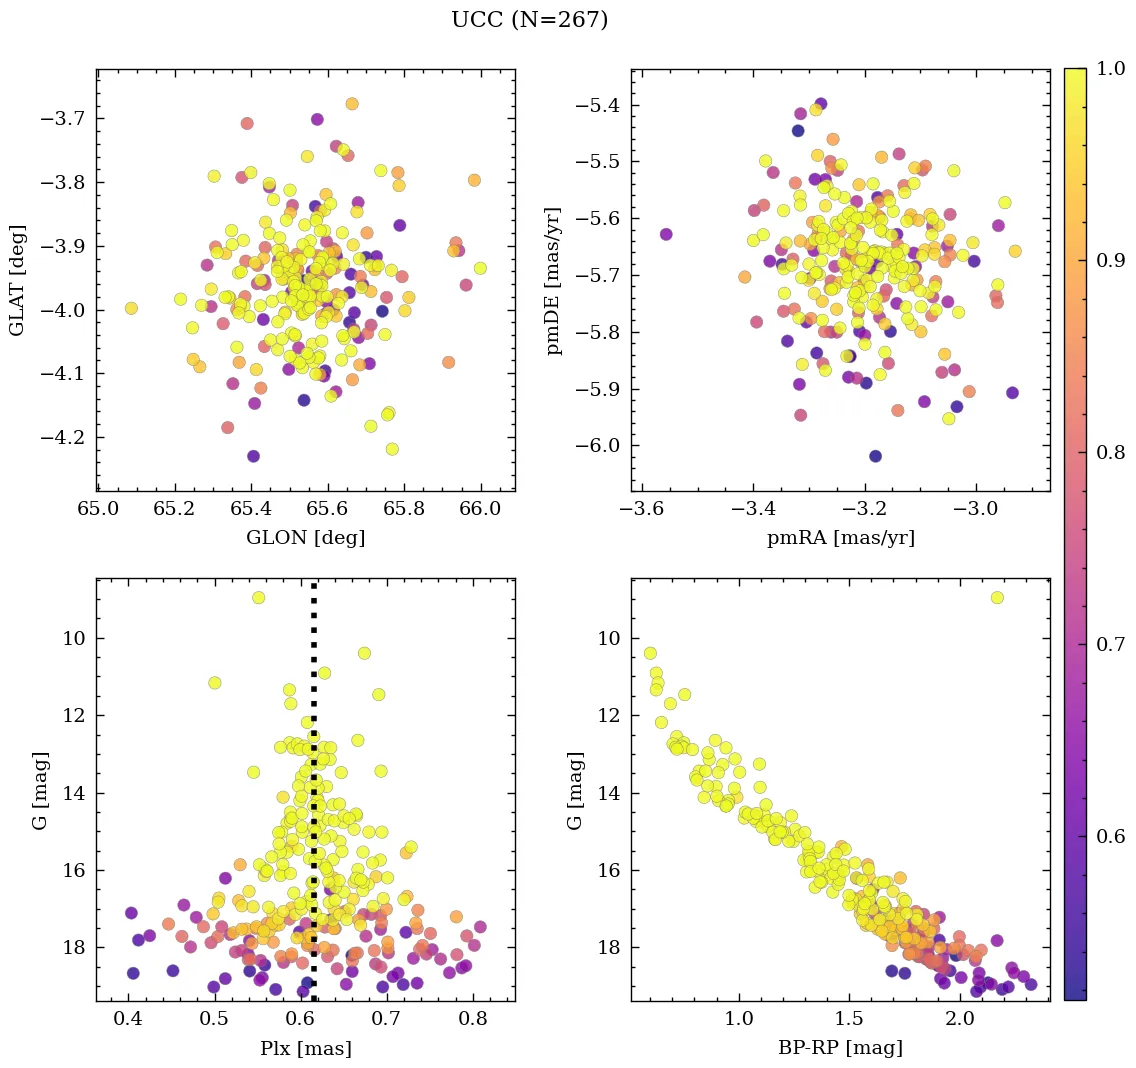 UCC (N=267)
−3.7
−3.8
−3.9
−4.0
−4.1
−4.2
GLAT [deg]
65.0 65.2 65.4 65.6 65.8 66.0
GLON [deg]
−5.4
−5.5
−5.6
−5.7
−5.8
−5.9
−6.0
pmDE [mas/yr]
−3.6 −3.4 −3.2 −3.0
pmRA [mas/yr]
1.0
0.9
0.8
0.7
0.6
10
12
14
16
18
G [mag]
0.4 0.5 0.6 0.7 0.8
Plx [mas]
10
12
14
16
18
G [mag]
1.0 1.5 2.0
BP-RP [mag]